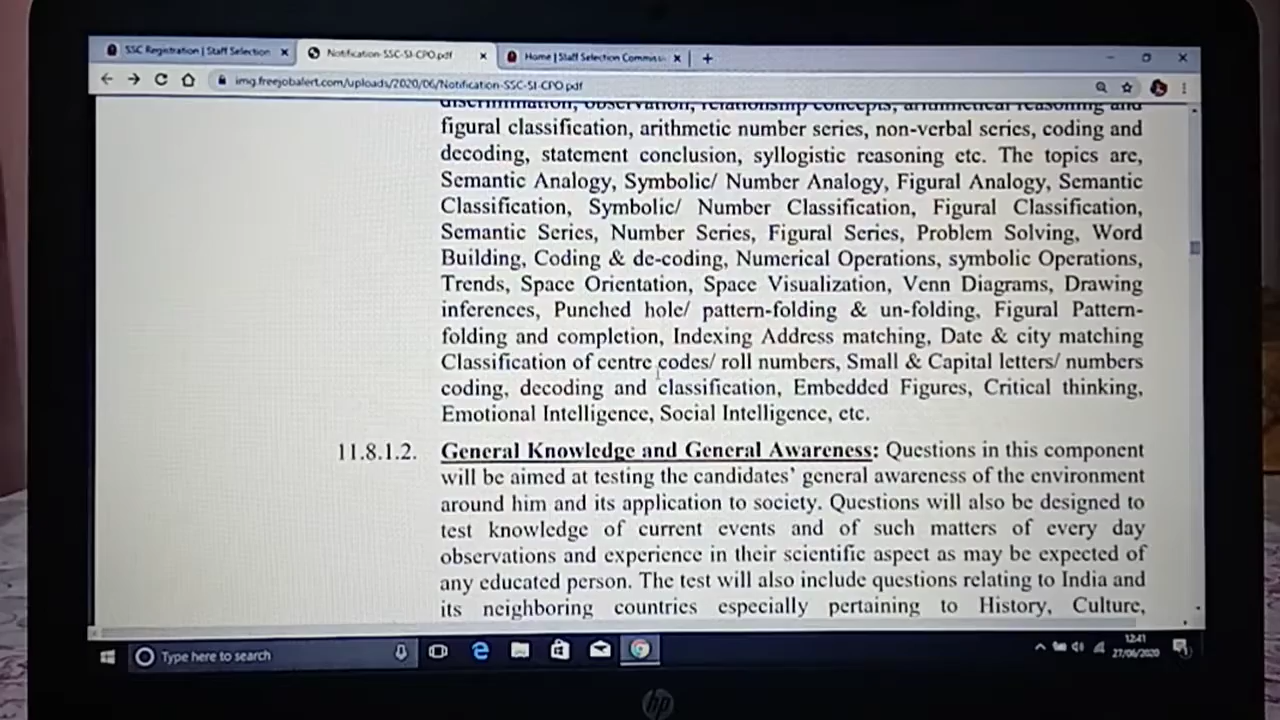 SSC Registration | Staff Selection
Notification-SSC-SI-CPO.pdf
Home | Staff Selection Commiss
img.freejobalert.com/uploads/2020/06/Notification-SSC-SI-CPO.pdf
discrimination, observation, relationship concepts, arithmetical reasoning and
figural classification, arithmetic number series, non-verbal series, coding and
decoding, statement conclusion, syllogistic reasoning etc. The topics are,
Semantic Analogy, Symbolic/ Number Analogy, Figural Analogy, Semantic
Classification, Symbolic/ Number Classification, Figural Classification,
Semantic Series, Number Series, Figural Series, Problem Solving, Word
Building, Coding & de-coding, Numerical Operations, symbolic Operations,
Trends, Space Orientation, Space Visualization, Venn Diagrams, Drawing
inferences, Punched hole/ pattern-folding & un-folding, Figural Pattern-
folding and completion, Indexing Address matching, Date & city matching
Classification of centre codes/ roll numbers, Small & Capital letters/ numbers
coding, decoding and classification, Embedded Figures, Critical thinking,
Emotional Intelligence, Social Intelligence, etc.
11.8.1.2. General Knowledge and General Awareness: Questions in this component
will be aimed at testing the candidates' general awareness of the environment
around him and its application to society. Questions will also be designed to
test knowledge of current events and of such matters of every day
observations and experience in their scientific aspect as may be expected of
any educated person. The test will also include questions relating to India and
its neighboring countries especially pertaining to History, Culture,
Type here to search
12:41
27/06/2020
hp